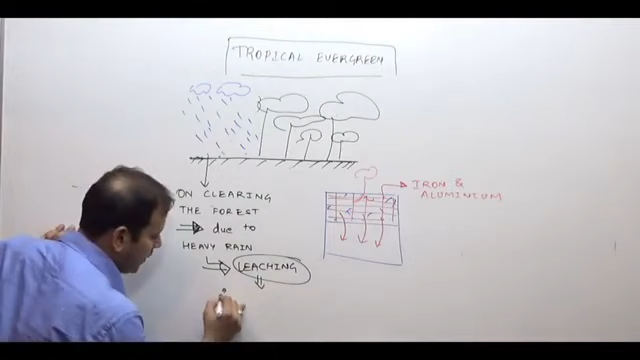 TROPICAL EVERGREEN
ON CLEARING
THE FOREST
due to
HEAVY RAIN
LEACHING
IRON &
ALUMINIUM